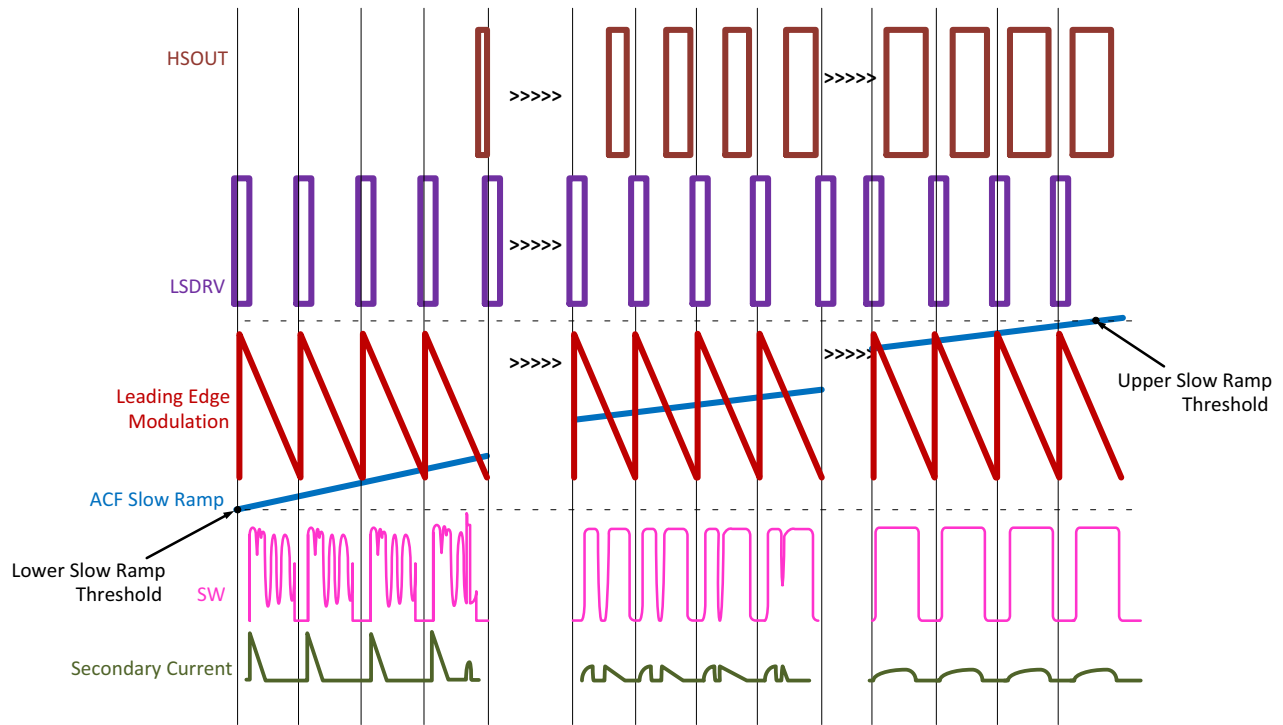 HSOUT
>>>>>
>>>>>
LSDRV
>>>>>
Leading Edge
Modulation
>>>>>
>>>>>
Upper Slow Ramp
Threshold
ACF Slow Ramp
Lower Slow Ramp
Threshold
SW
Secondary Current